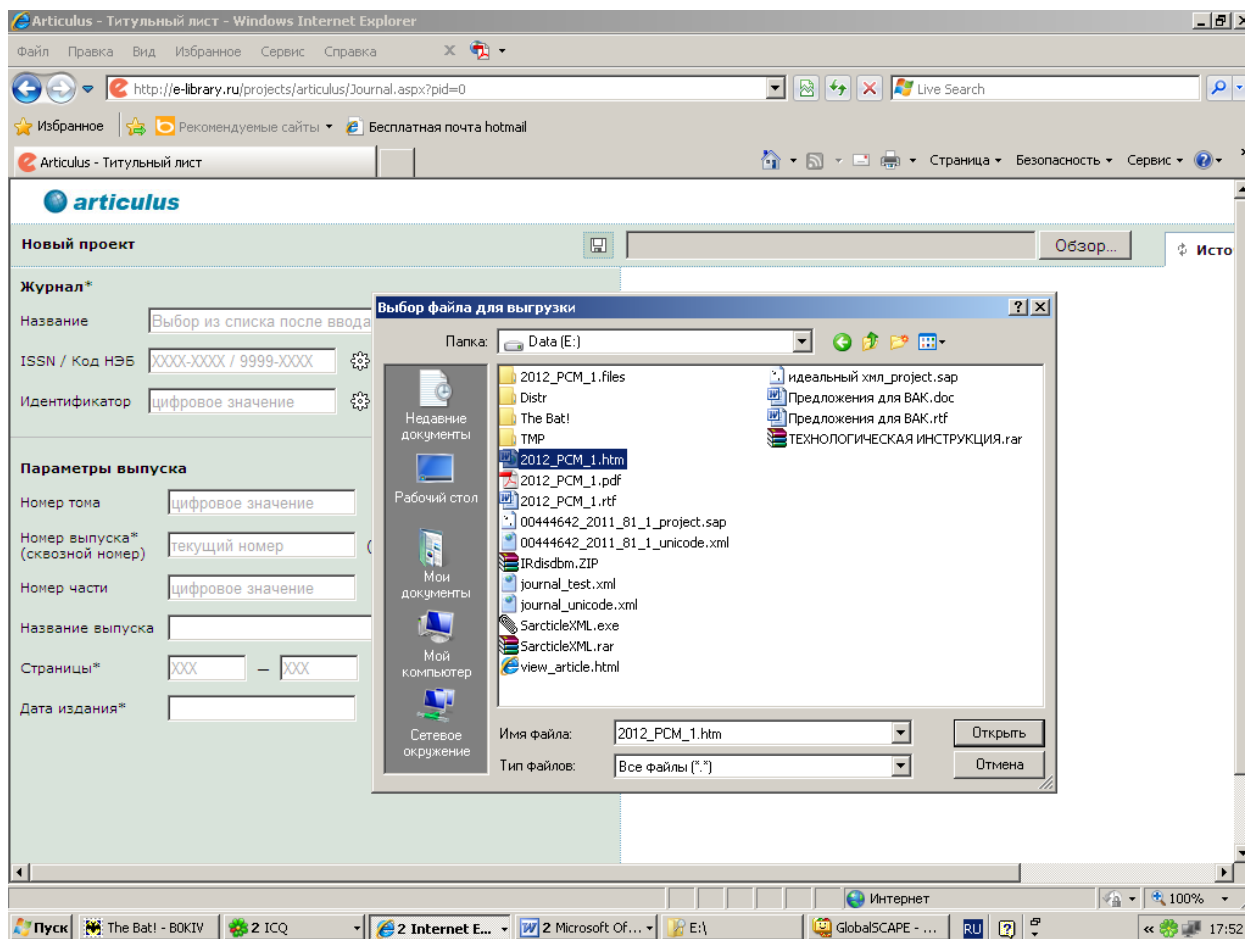 Articulus - Титульный лист - Windows Internet Explorer
Файл Правка Вид Избранное Сервис Справка
http://e-library.ru/projects/articulus/Journal.aspx?pid=0
Live Search
Избранное Рекомендуемые сайты Бесплатная почта hotmail
Articulus - Титульный лист
Страница Безопасность Сервис
articulus
Новый проект
Обзор...
Исто
Журнал*
Название
Выбор из списка после ввода
ISSN / Код НЭБ
XXXX-XXXX / 9999-XXXX
Идентификатор
цифровое значение
Параметры выпуска
Номер тома
цифровое значение
Номер выпуска*
(сквозной номер)
текущий номер
(
Номер части
цифровое значение
Название выпуска
Страницы*
XXX — XXX
Дата издания*
Выбор файла для выгрузки
Папка:
Data (E:)
Недавние
документы
Рабочий стол
Мои
документы
Мой
компьютер
Сетевое
окружение
2012_PCM_1.files
Distr
The Bat!
TMP
2012_PCM_1.htm
2012_PCM_1.pdf
2012_PCM_1.rtf
00444642_2011_81_1_project.sap
00444642_2011_81_1_unicode.xml
IRdisdbm.ZIP
journal_test.xml
journal_unicode.xml
SarcticleXML.exe
SarcticleXML.rar
view_article.html
идеальный хмл_project.sap
Предложения для ВАК.doc
Предложения для ВАК.rtf
ТЕХНОЛОГИЧЕСКАЯ ИНСТРУКЦИЯ.rar
Имя файла:
2012_PCM_1.htm
Открыть
Тип файлов:
Все файлы (*.*)
Отмена
Интернет
100%
Пуск
The Bat! - BOKIV
2 ICQ
2 Internet E...
2 Microsoft Of...
E:\
GlobalSCAPE - ...
RU
17:52